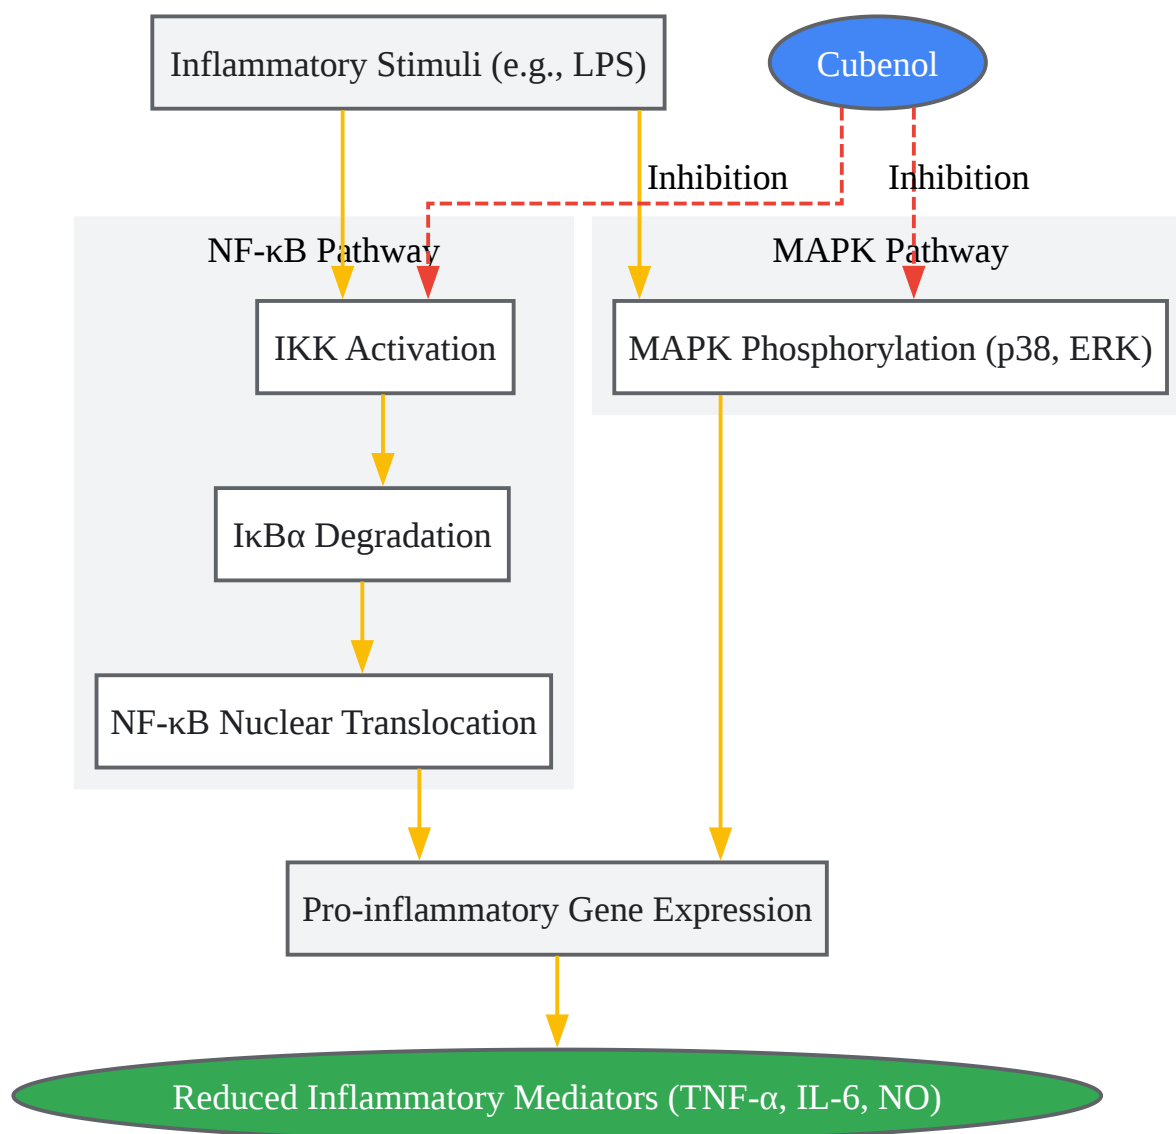 Inflammatory Stimuli (e.g., LPS)
Cubenol
Inhibition
Inhibition
NF-κB Pathway
MAPK Pathway
IKK Activation
MAPK Phosphorylation (p38, ERK)
IκBα Degradation
NF-κB Nuclear Translocation
Pro-inflammatory Gene Expression
Reduced Inflammatory Mediators (TNF-α, IL-6, NO)